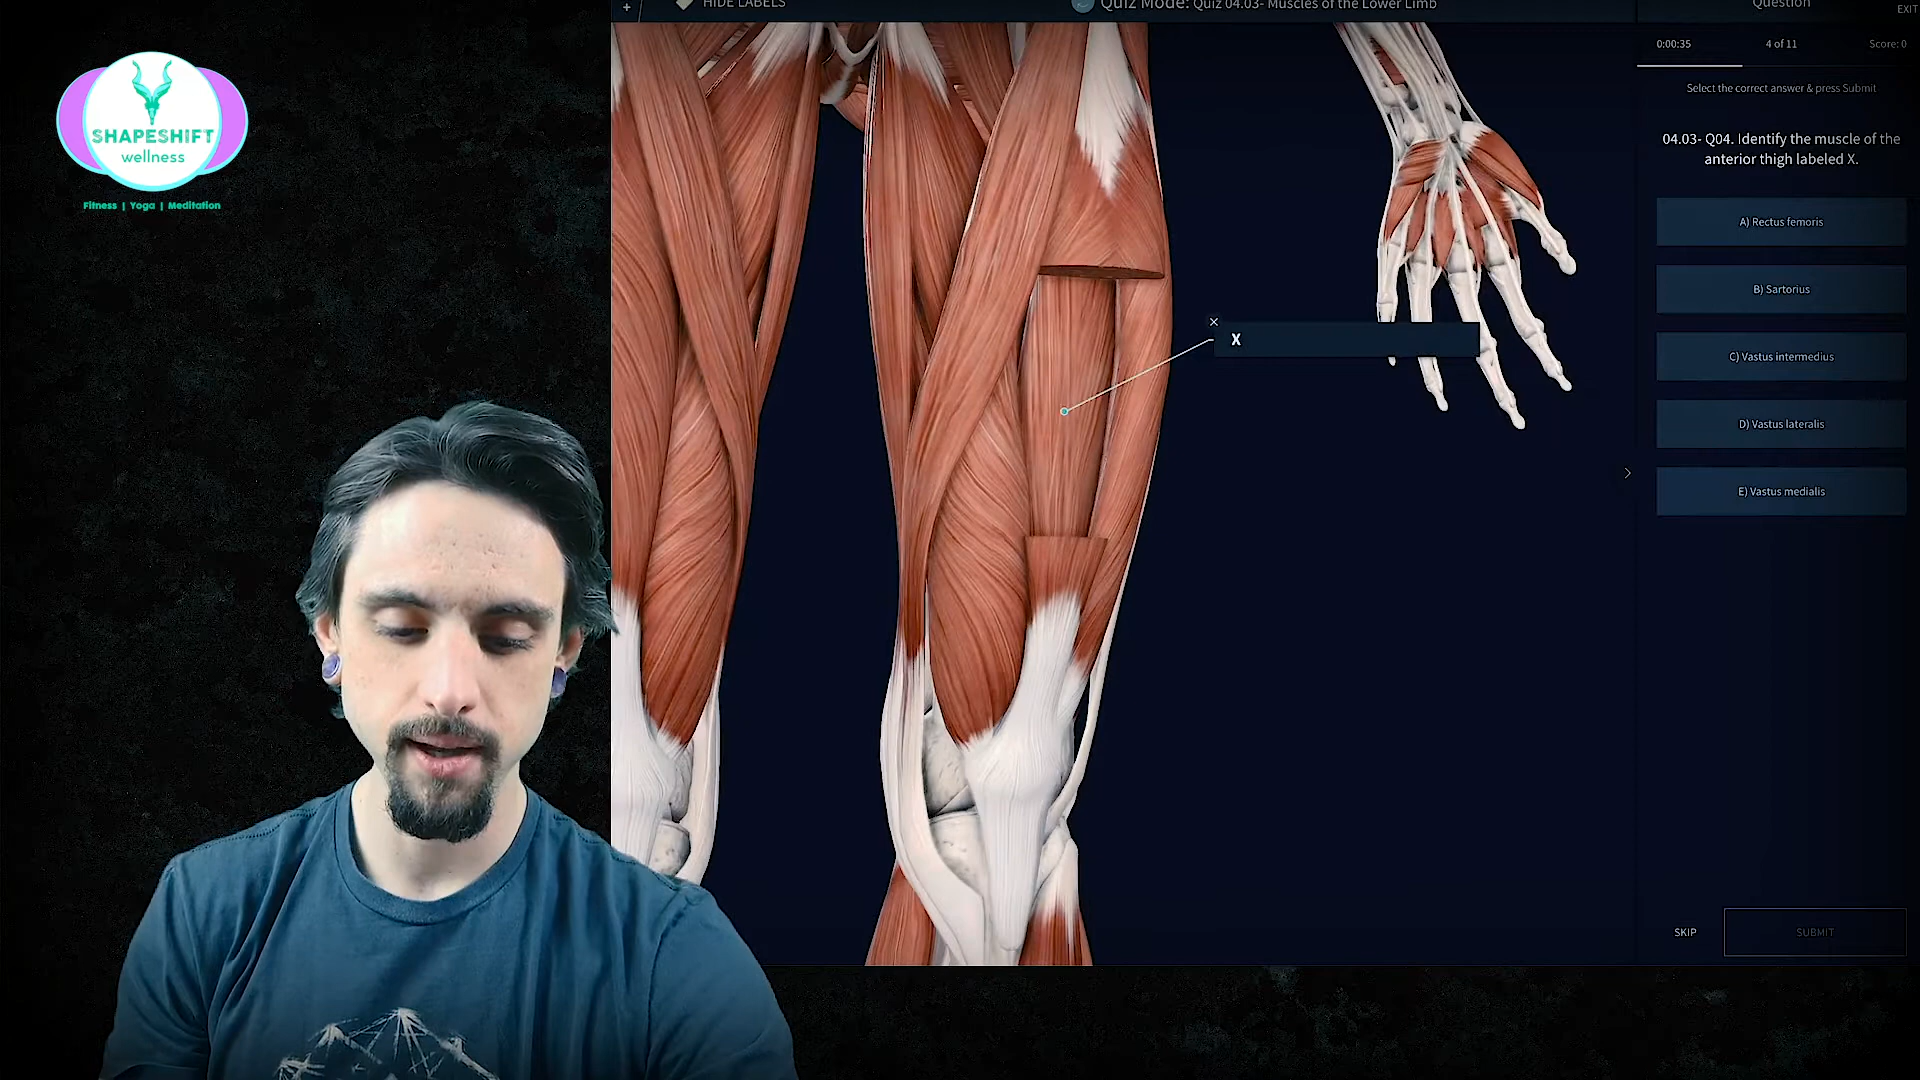 SHAPESHIFT
wellness
Fitness | Yoga | Meditation
+
HIDE LABELS
Quiz Mode: Quiz 04.03- Muscles of the Lower Limb
Question
EXIT
0:00:35
4 of 11
Score: 0
Select the correct answer & press Submit
04.03- Q04. Identify the muscle of the
anterior thigh labeled X.
A) Rectus femoris
B) Sartorius
C) Vastus intermedius
D) Vastus lateralis
E) Vastus medialis
X
SKIP
SUBMIT